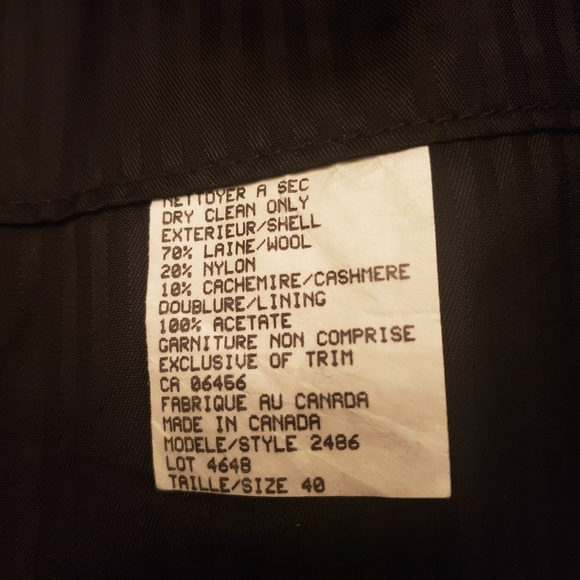 NETTOYER A SEC
DRY CLEAN ONLY
EXTERIEUR/SHELL
70% LAINE/WOOL
20% NYLON
10% CACHEMIRE/CASHMERE
DOUBLURE/LINING
100% ACETATE
GARNITURE NON COMPRISE
EXCLUSIVE OF TRIM
CA 06456
FABRIQUE AU CANADA
MADE IN CANADA
MODELE/STYLE 2486
LOT 4648
TAILLE/SIZE 40